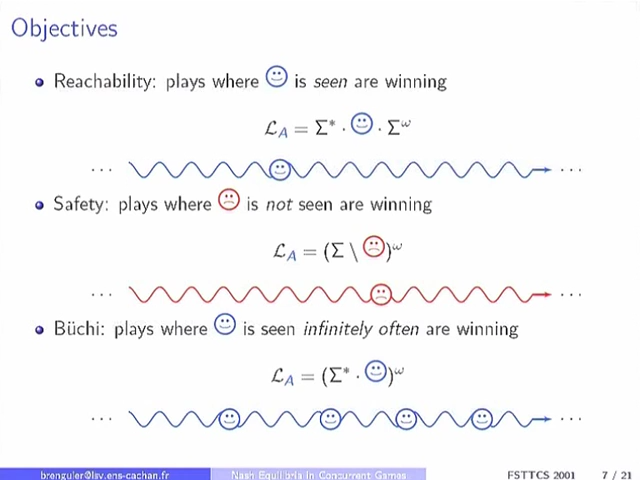 Objectives
Reachability: plays where 🙂 is seen are winning
ℒ_A = Σ* · 🙂 · Σ^ω
··· ···
Safety: plays where ☹ is not seen are winning
ℒ_A = (Σ \ ☹)^ω
··· ···
Büchi: plays where 🙂 is seen infinitely often are winning
ℒ_A = (Σ* · 🙂)^ω
··· ···
brenguier@lsv.ens-cachan.fr Nash Equilibria in Concurrent Games FSTTCS 2001 7 / 21